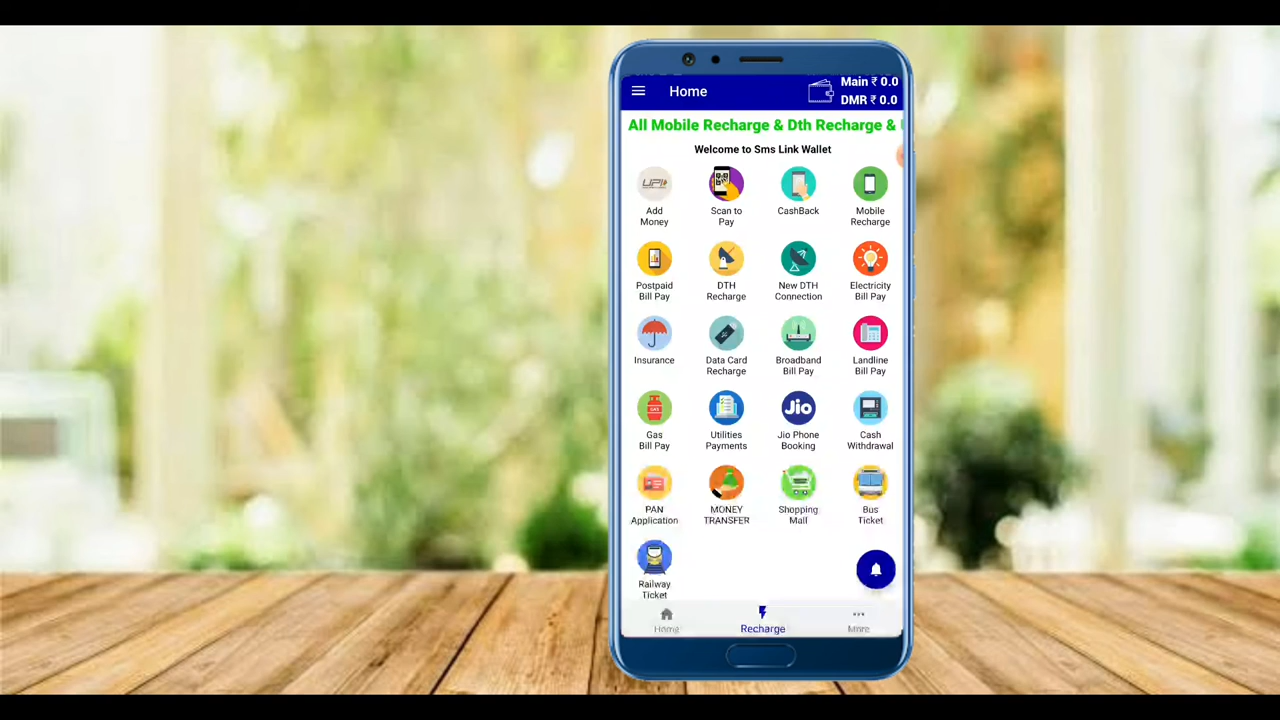 Home
Main ₹ 0.0
DMR ₹ 0.0
All Mobile Recharge & Dth Recharge &
Welcome to Sms Link Wallet
UPI
Add
Money
Scan to
Pay
CashBack
Mobile
Recharge
Postpaid
Bill Pay
DTH
Recharge
New DTH
Connection
Electricity
Bill Pay
Insurance
Data Card
Recharge
Broadband
Bill Pay
Landline
Bill Pay
GAS
Gas
Bill Pay
Utilities
Payments
Jio
Jio Phone
Booking
Cash
Withdrawal
PAN
Application
MONEY
TRANSFER
Shopping
Mall
Bus
Ticket
Railway
Ticket
Home
Recharge
More